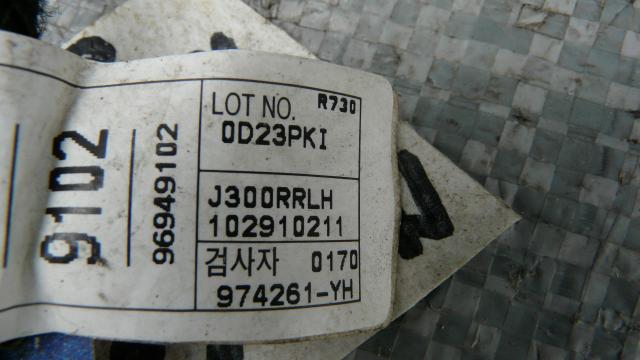 9102
96949102
LOT NO. R730
0D23PKI
J300RRLH
102910211
검사자 0170
974261-YH